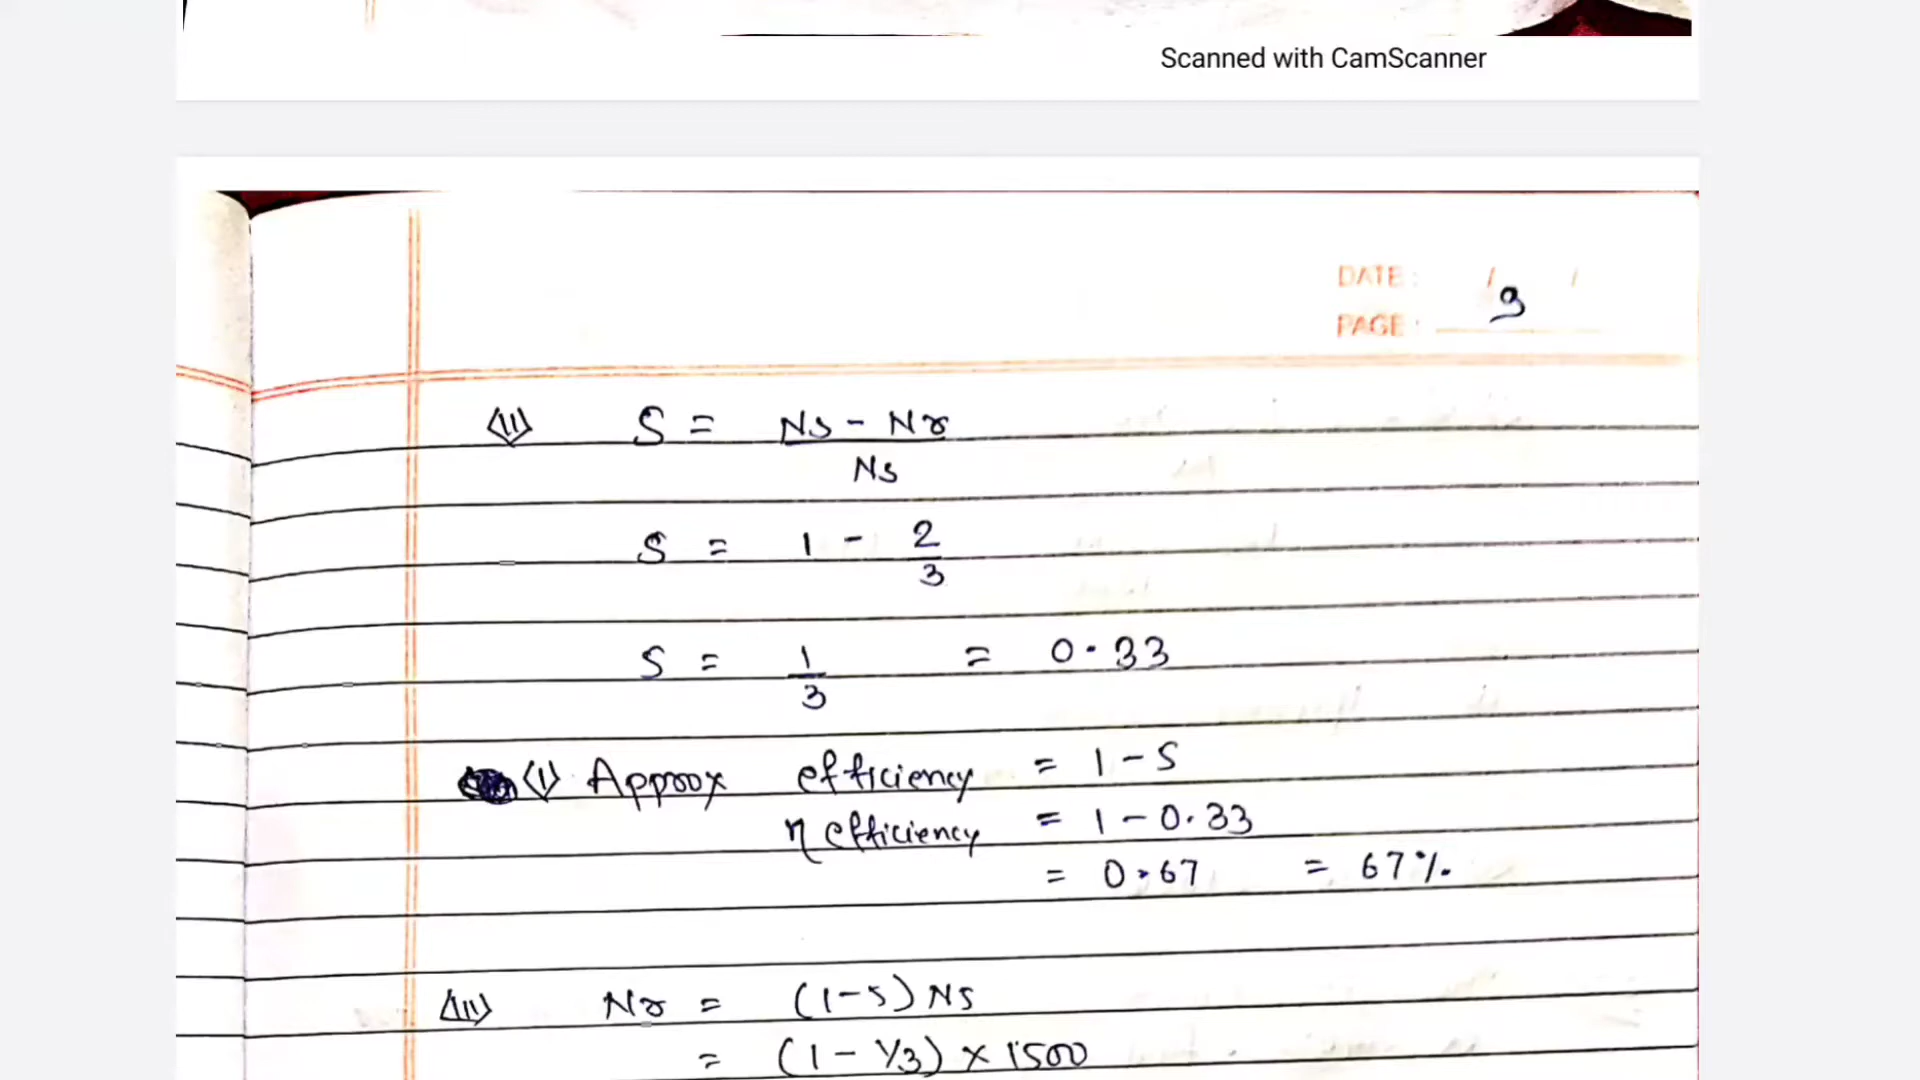 Scanned with CamScanner
DATE : / /
PAGE : 3
(ii) S = Ns - Nr
Ns
S = 1 - 2
3
S = 1 = 0.33
3
(i) Approx efficiency = 1 - S
η efficiency = 1 - 0.33
= 0.67 = 67%.
(iii) Nr = (1-S) Ns
= (1 - 1/3) × 1500